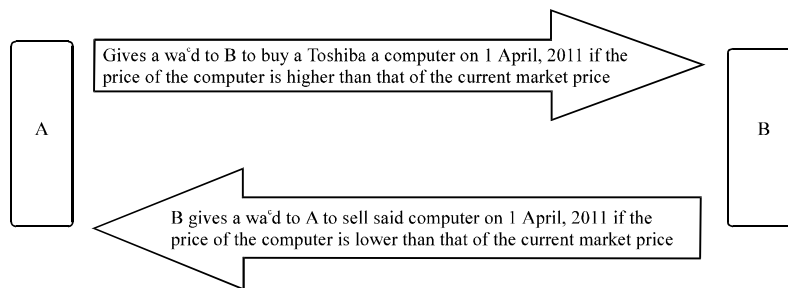 Gives a waᶜd to B to buy a Toshiba a computer on 1 April, 2011 if the
price of the computer is higher than that of the current market price
A
B
B gives a waᶜd to A to sell said computer on 1 April, 2011 if the
price of the computer is lower than that of the current market price